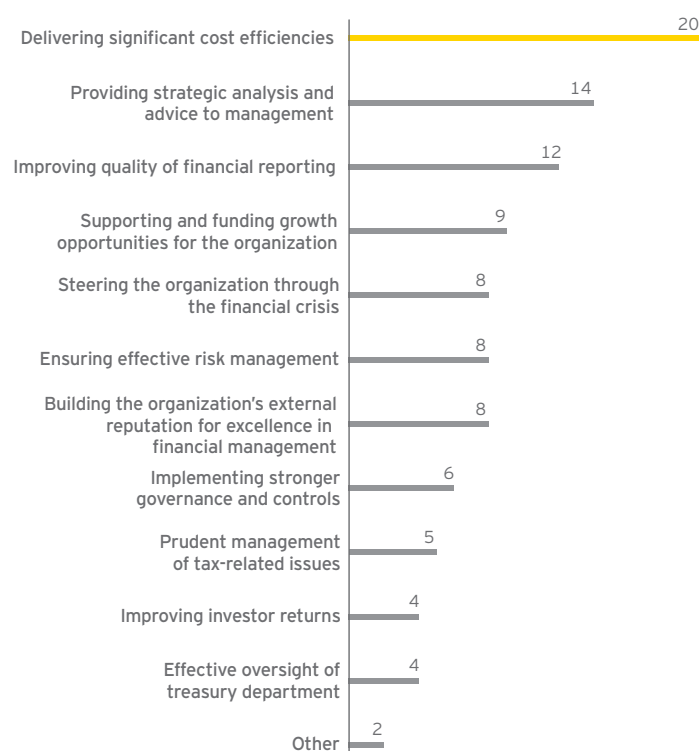 20
Delivering significant cost efficiencies
14
Providing strategic analysis and
advice to management
12
Improving quality of financial reporting
9
Supporting and funding growth
opportunities for the organization
8
Steering the organization through
the financial crisis
8
Ensuring effective risk management
8
Building the organization's external
reputation for excellence in
financial management
6
Implementing stronger
governance and controls
5
Prudent management
of tax-related issues
4
Improving investor returns
4
Effective oversight of
treasury department
2
Other